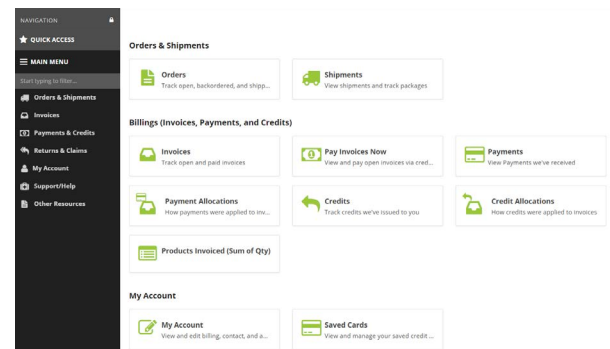 NAVIGATION
QUICK ACCESS
MAIN MENU
Start typing to filter...
Orders & Shipments
Invoices
Payments & Credits
Returns & Claims
My Account
Support/Help
Other Resources
Orders & Shipments
Orders
Track open, backordered, and shipp...
Shipments
View shipments and track packages
Billings (Invoices, Payments, and Credits)
Invoices
Track open and paid invoices
Pay Invoices Now
View and pay open invoices via cred...
Payments
View Payments we've received
Payment Allocations
How payments were applied to inv...
Credits
Track credits we've issued to you
Credit Allocations
How credits were applied to invoices
Products Invoiced (Sum of Qty)
My Account
My Account
View and edit billing, contact, and a...
Saved Cards
View and manage your saved credit ...